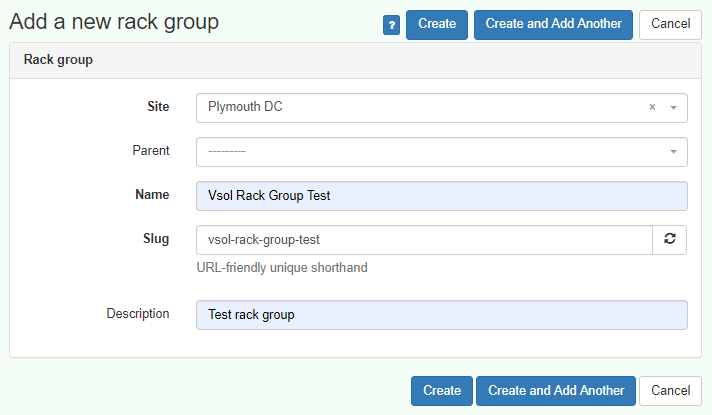 Add a new rack group
? Create Create and Add Another Cancel
Rack group
Site Plymouth DC × 
Parent ---------
Name Vsol Rack Group Test
Slug vsol-rack-group-test
URL-friendly unique shorthand
Description Test rack group
Create Create and Add Another Cancel